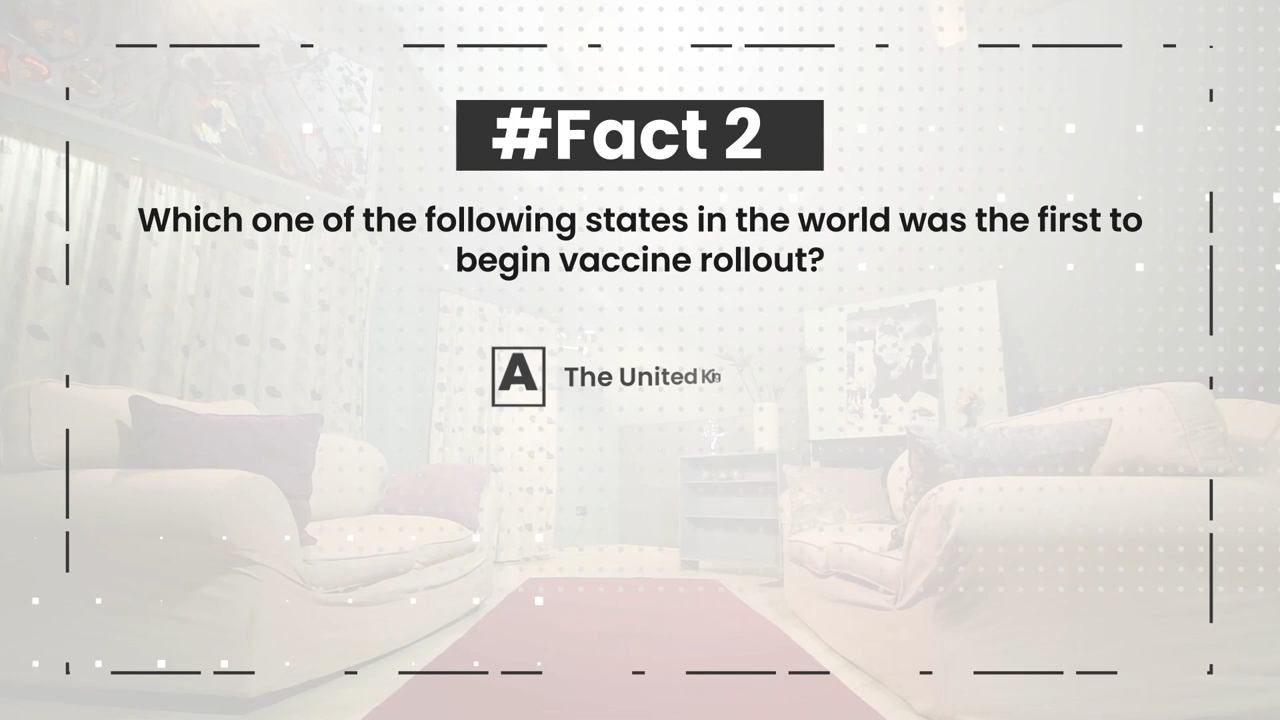 #Fact 2
Which one of the following states in the world was the first to
begin vaccine rollout?
A The United